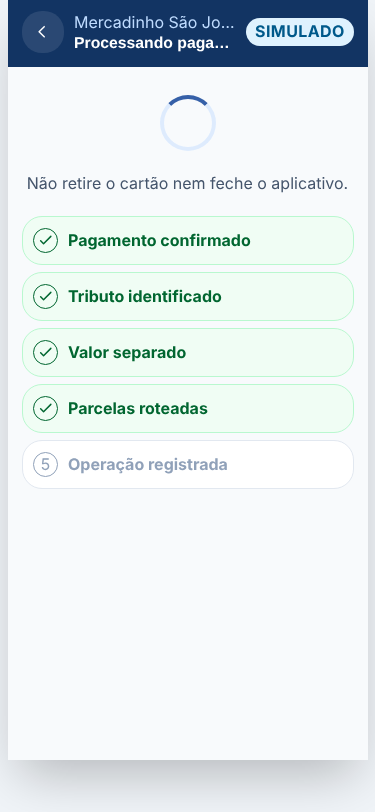 Mercadinho São Jo...
Processando paga...
SIMULADO
Não retire o cartão nem feche o aplicativo.
Pagamento confirmado
Tributo identificado
Valor separado
Parcelas roteadas
5 Operação registrada